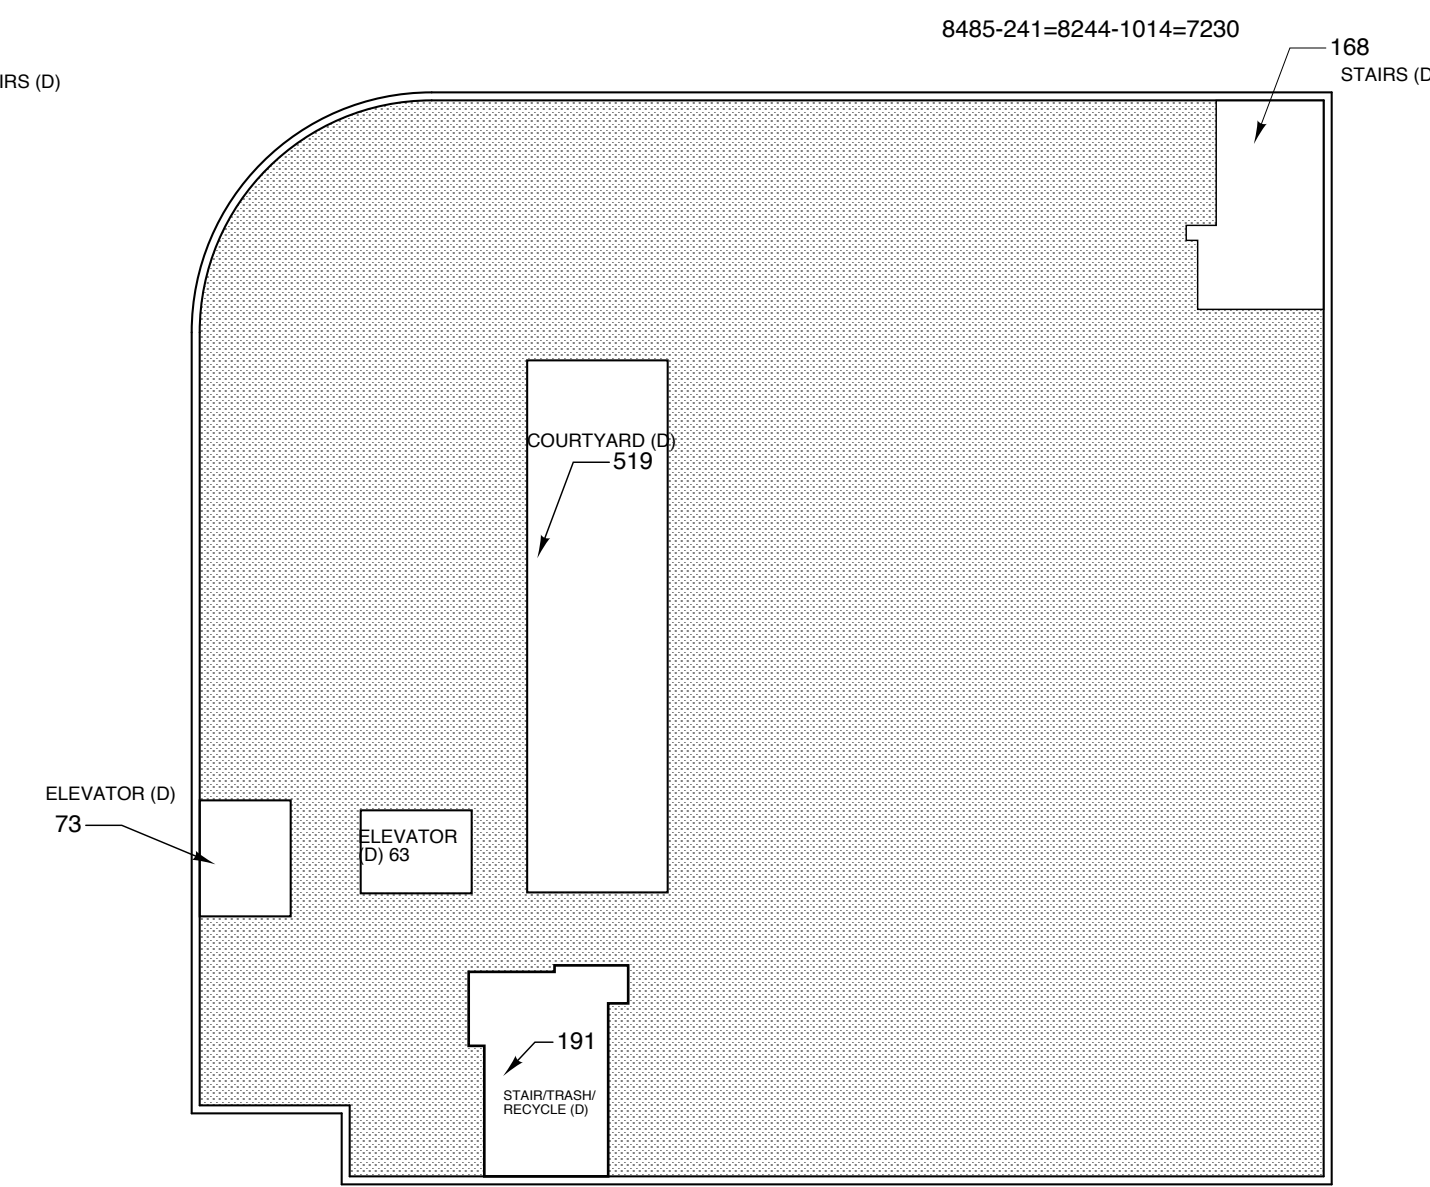 8485-241=8244-1014=7230
168
IRS (D)
STAIRS (D
COURTYARD (D)
519
ELEVATOR (D)
73
ELEVATOR
(D) 63
191
STAIR/TRASH/
RECYCLE (D)